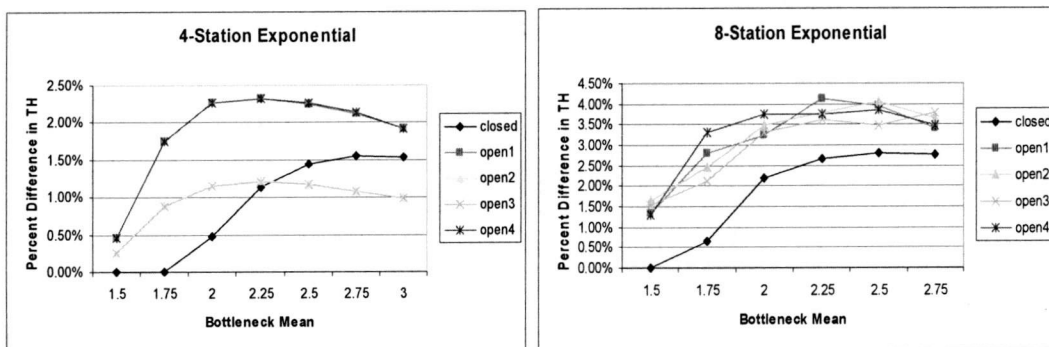 4-Station Exponential
Percent Difference in TH
2.50%
2.00%
1.50%
1.00%
0.50%
0.00%
1.5 1.75 2 2.25 2.5 2.75 3
Bottleneck Mean
closed
open1
open2
open3
open4
8-Station Exponential
Percent Difference in TH
4.50%
4.00%
3.50%
3.00%
2.50%
2.00%
1.50%
1.00%
0.50%
0.00%
1.5 1.75 2 2.25 2.5 2.75
Bottleneck Mean
closed
open1
open2
open3
open4